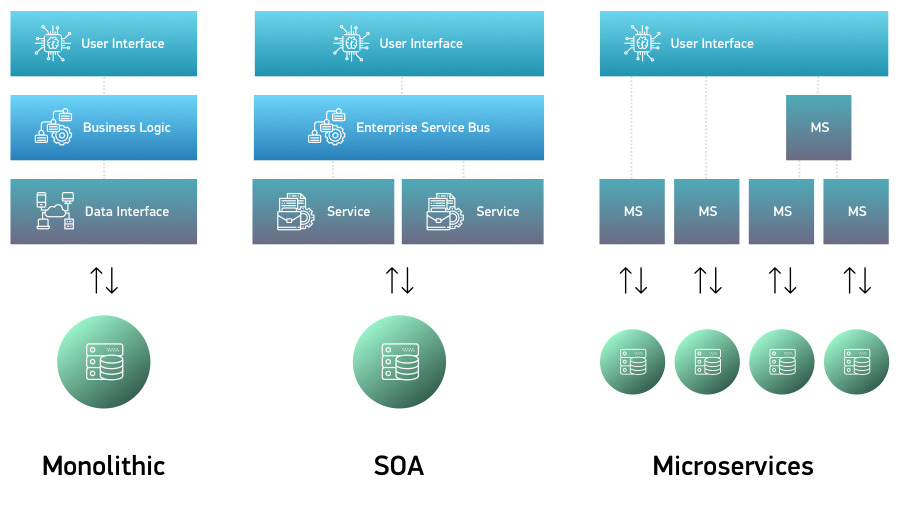 User Interface
Business Logic
Data Interface
Monolithic
User Interface
Enterprise Service Bus
Service
Service
SOA
User Interface
MS
MS
MS
MS
MS
Microservices